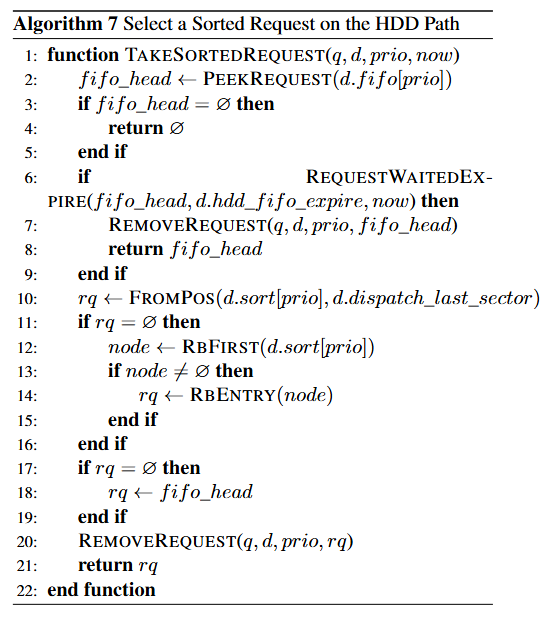 Algorithm 7 Select a Sorted Request on the HDD Path
1: function TAKESORTEDREQUEST(q, d, prio, now)
2: fifo_head ← PEEKREQUEST(d.fifo[prio])
3: if fifo_head = ∅ then
4: return ∅
5: end if
6: if REQUESTWAITEDEX-
PIRE(fifo_head, d.hdd_fifo_expire, now) then
7: REMOVEREQUEST(q, d, prio, fifo_head)
8: return fifo_head
9: end if
10: rq ← FROMPOS(d.sort[prio], d.dispatch_last_sector)
11: if rq = ∅ then
12: node ← RBFIRST(d.sort[prio])
13: if node ≠ ∅ then
14: rq ← RBENTRY(node)
15: end if
16: end if
17: if rq = ∅ then
18: rq ← fifo_head
19: end if
20: REMOVEREQUEST(q, d, prio, rq)
21: return rq
22: end function